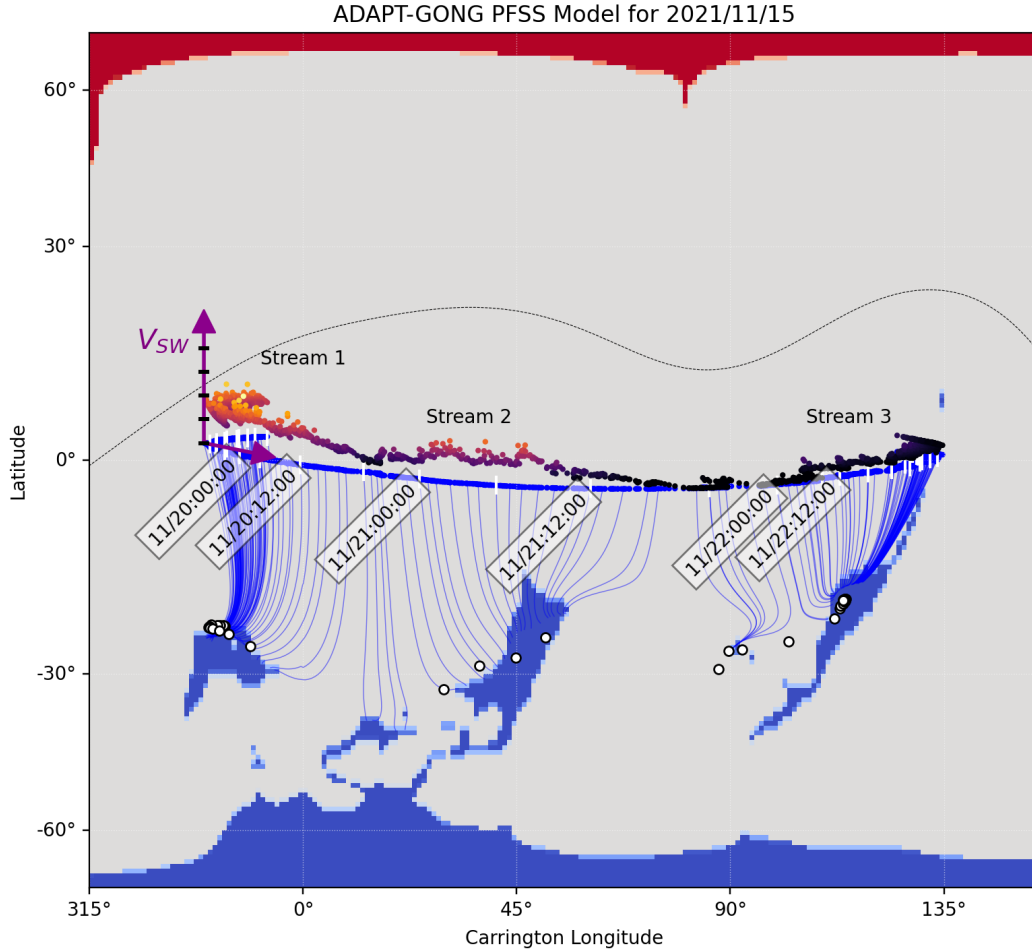 ADAPT-GONG PFSS Model for 2021/11/15
60°
30°
0°
-30°
-60°
Latitude
V_SW
Stream 1
Stream 2
Stream 3
11/20:00:00
11/20:12:00
11/21:00:00
11/21:12:00
11/22:00:00
11/22:12:00
315°
0°
45°
90°
135°
Carrington Longitude